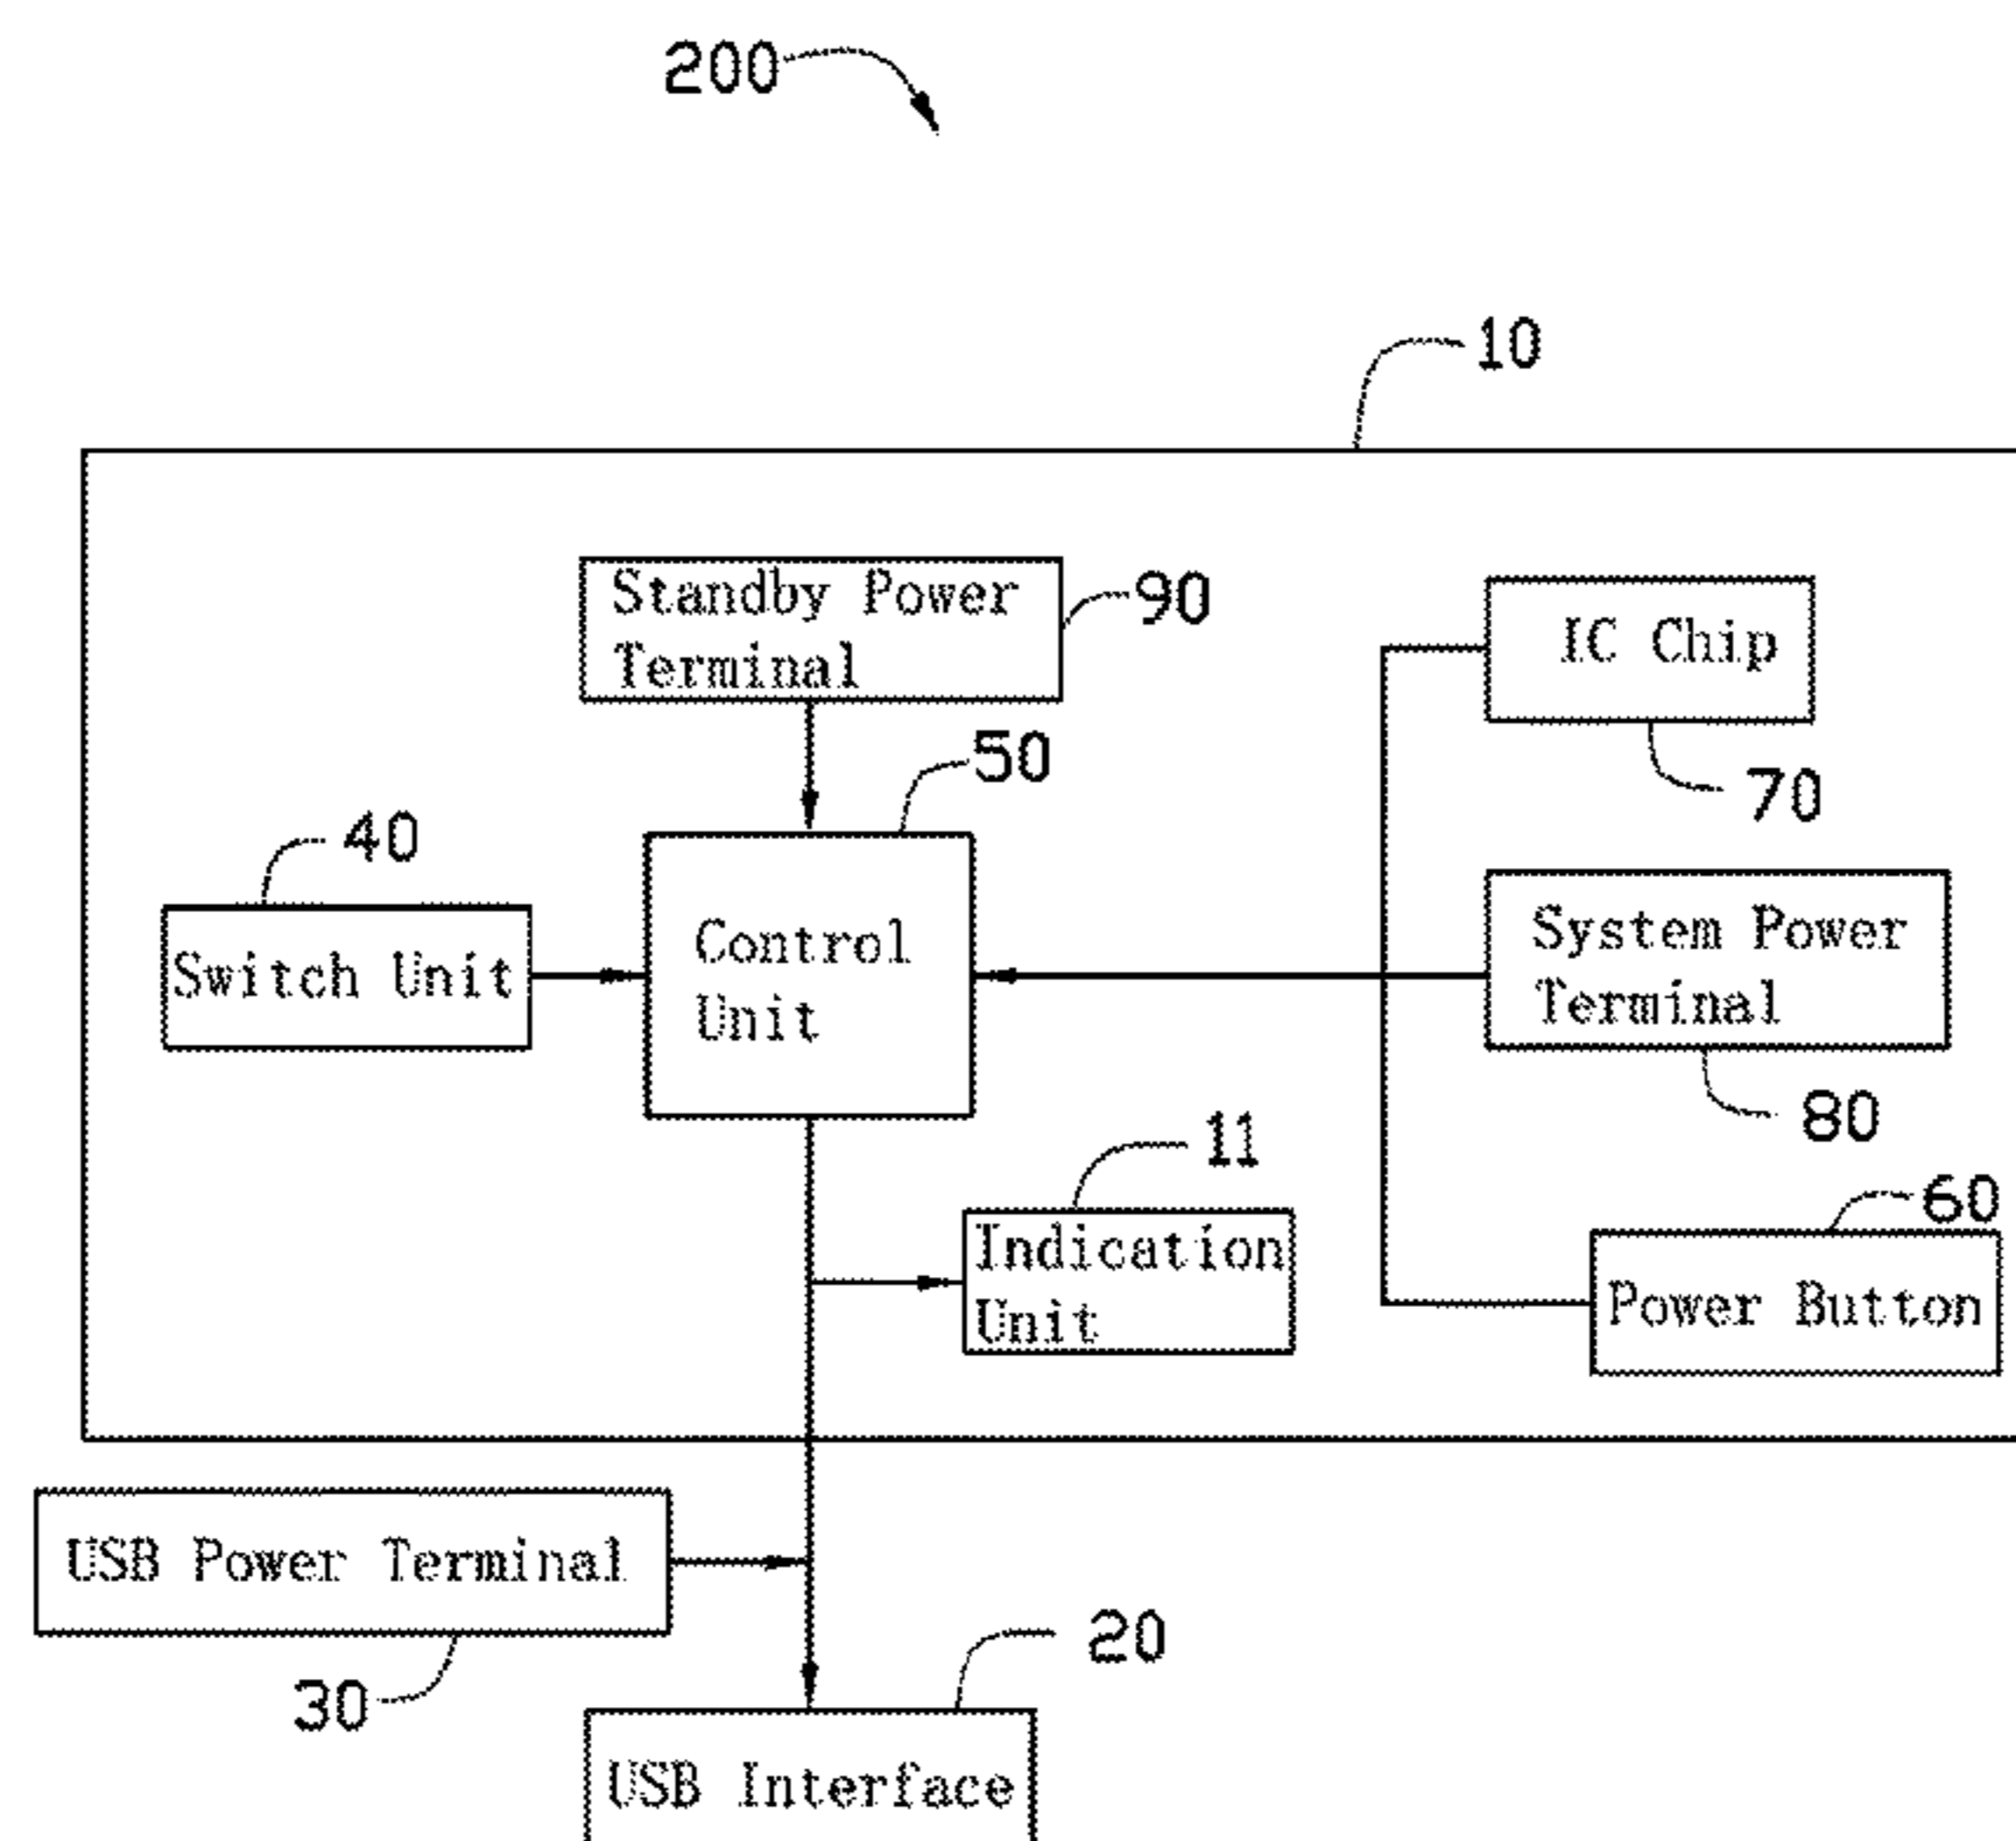 200
10
Standby Power
Terminal
90
IC Chip
70
50
40
Switch Unit
Control
Unit
System Power
Terminal
80
11
Indication
Unit
60
Power Button
USB Power Terminal
30
20
USB Interface